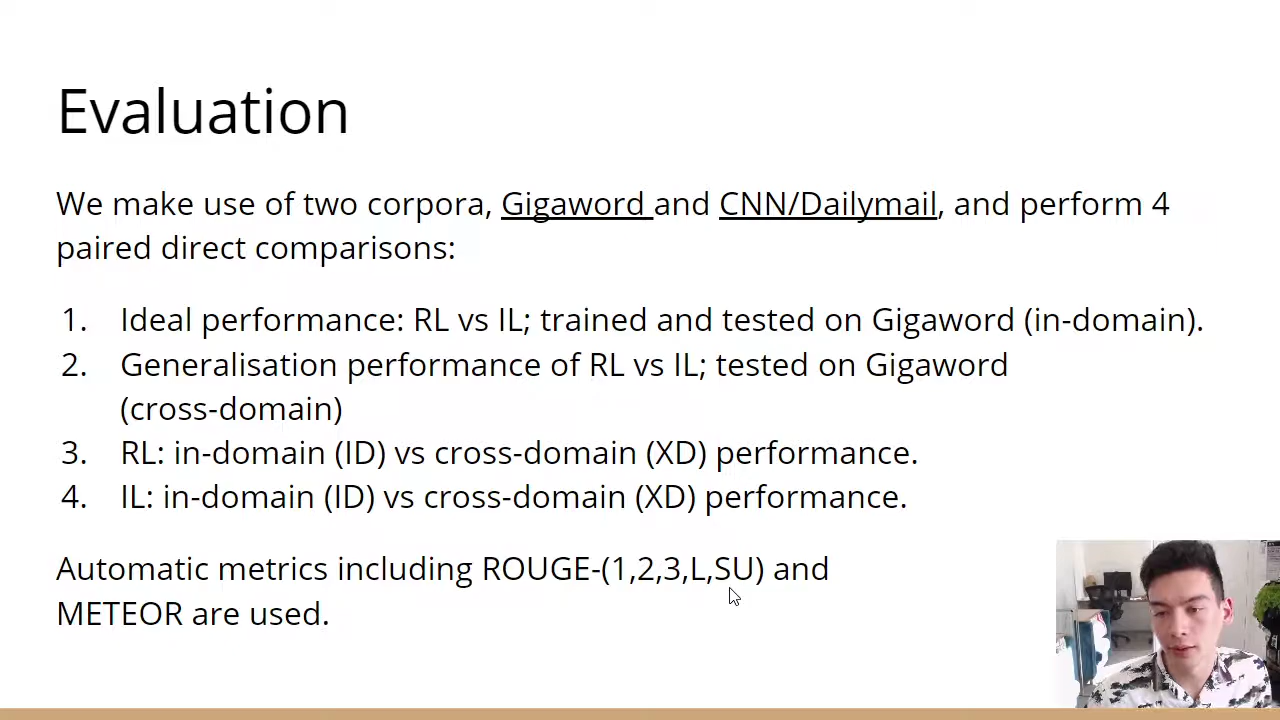 Evaluation
We make use of two corpora, Gigaword and CNN/Dailymail, and perform 4
paired direct comparisons:
1. Ideal performance: RL vs IL; trained and tested on Gigaword (in-domain).
2. Generalisation performance of RL vs IL; tested on Gigaword
(cross-domain)
3. RL: in-domain (ID) vs cross-domain (XD) performance.
4. IL: in-domain (ID) vs cross-domain (XD) performance.
Automatic metrics including ROUGE-(1,2,3,L,SU) and
METEOR are used.